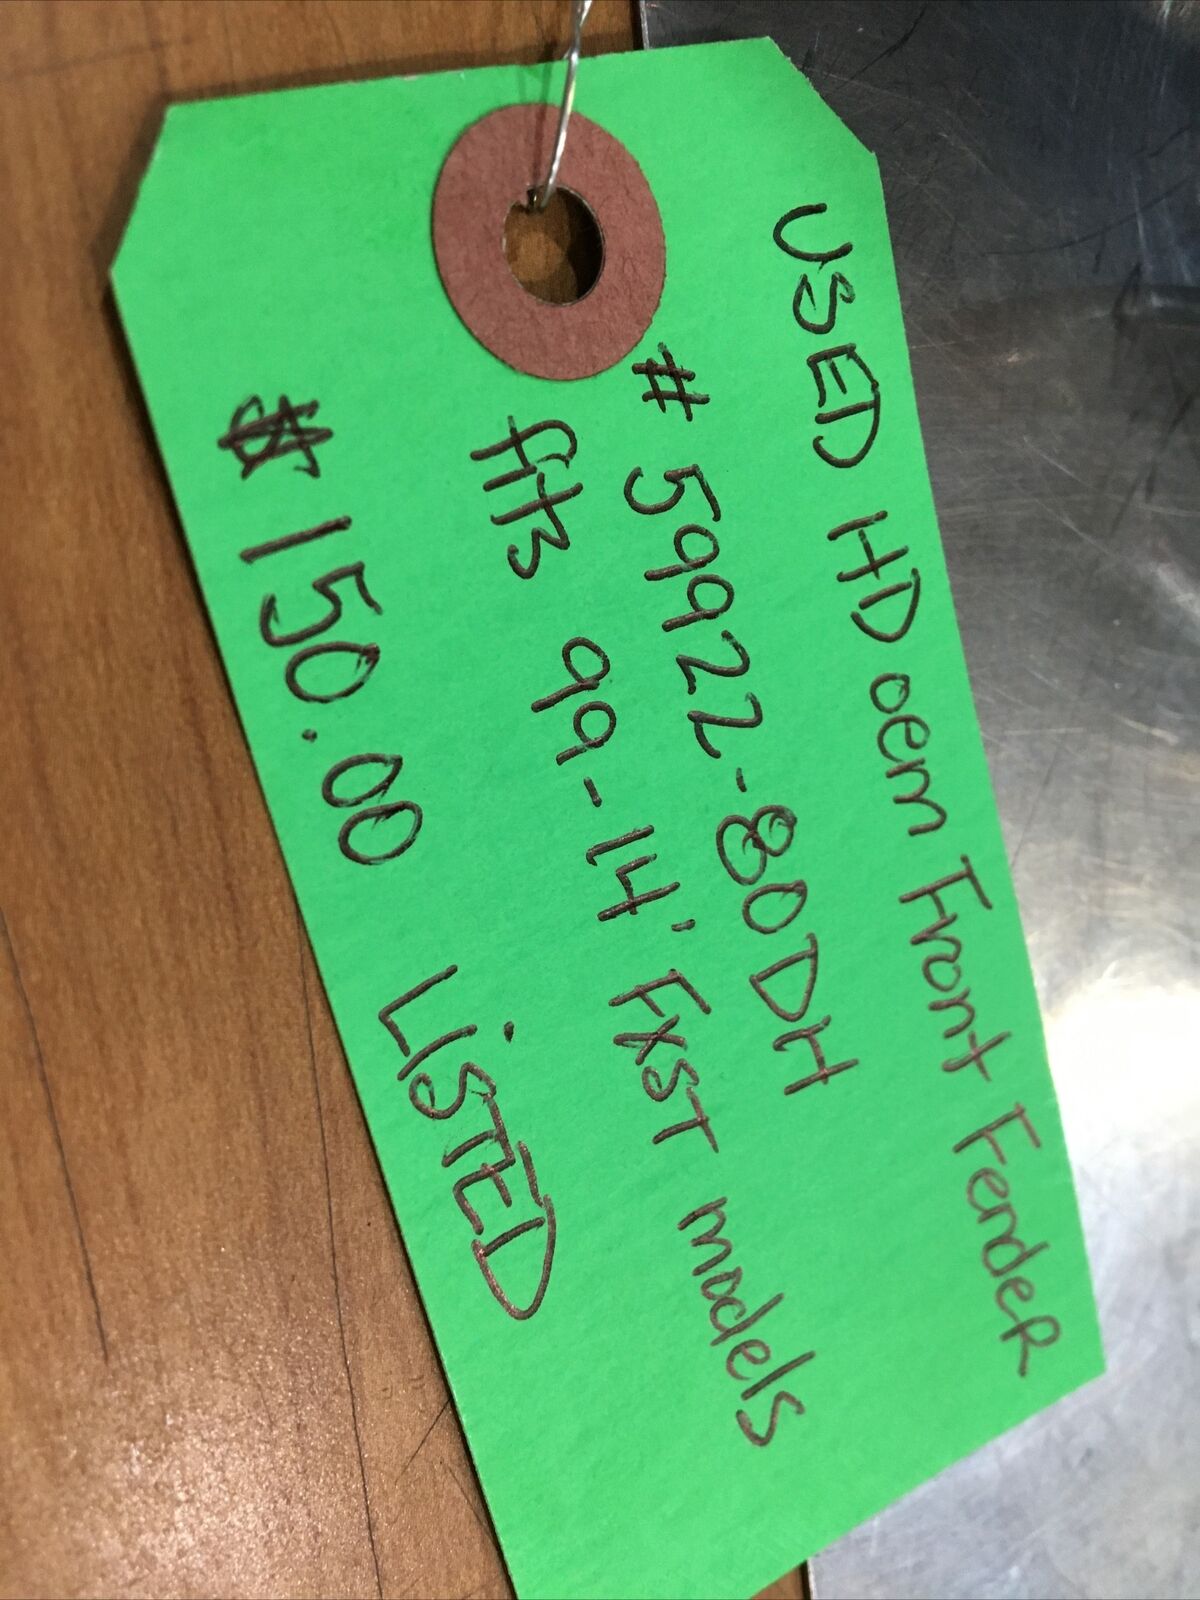 USED HD oem Front FendeR
# 59922-80DH
fits 99-14' FXST models
$150.00 LiSTED